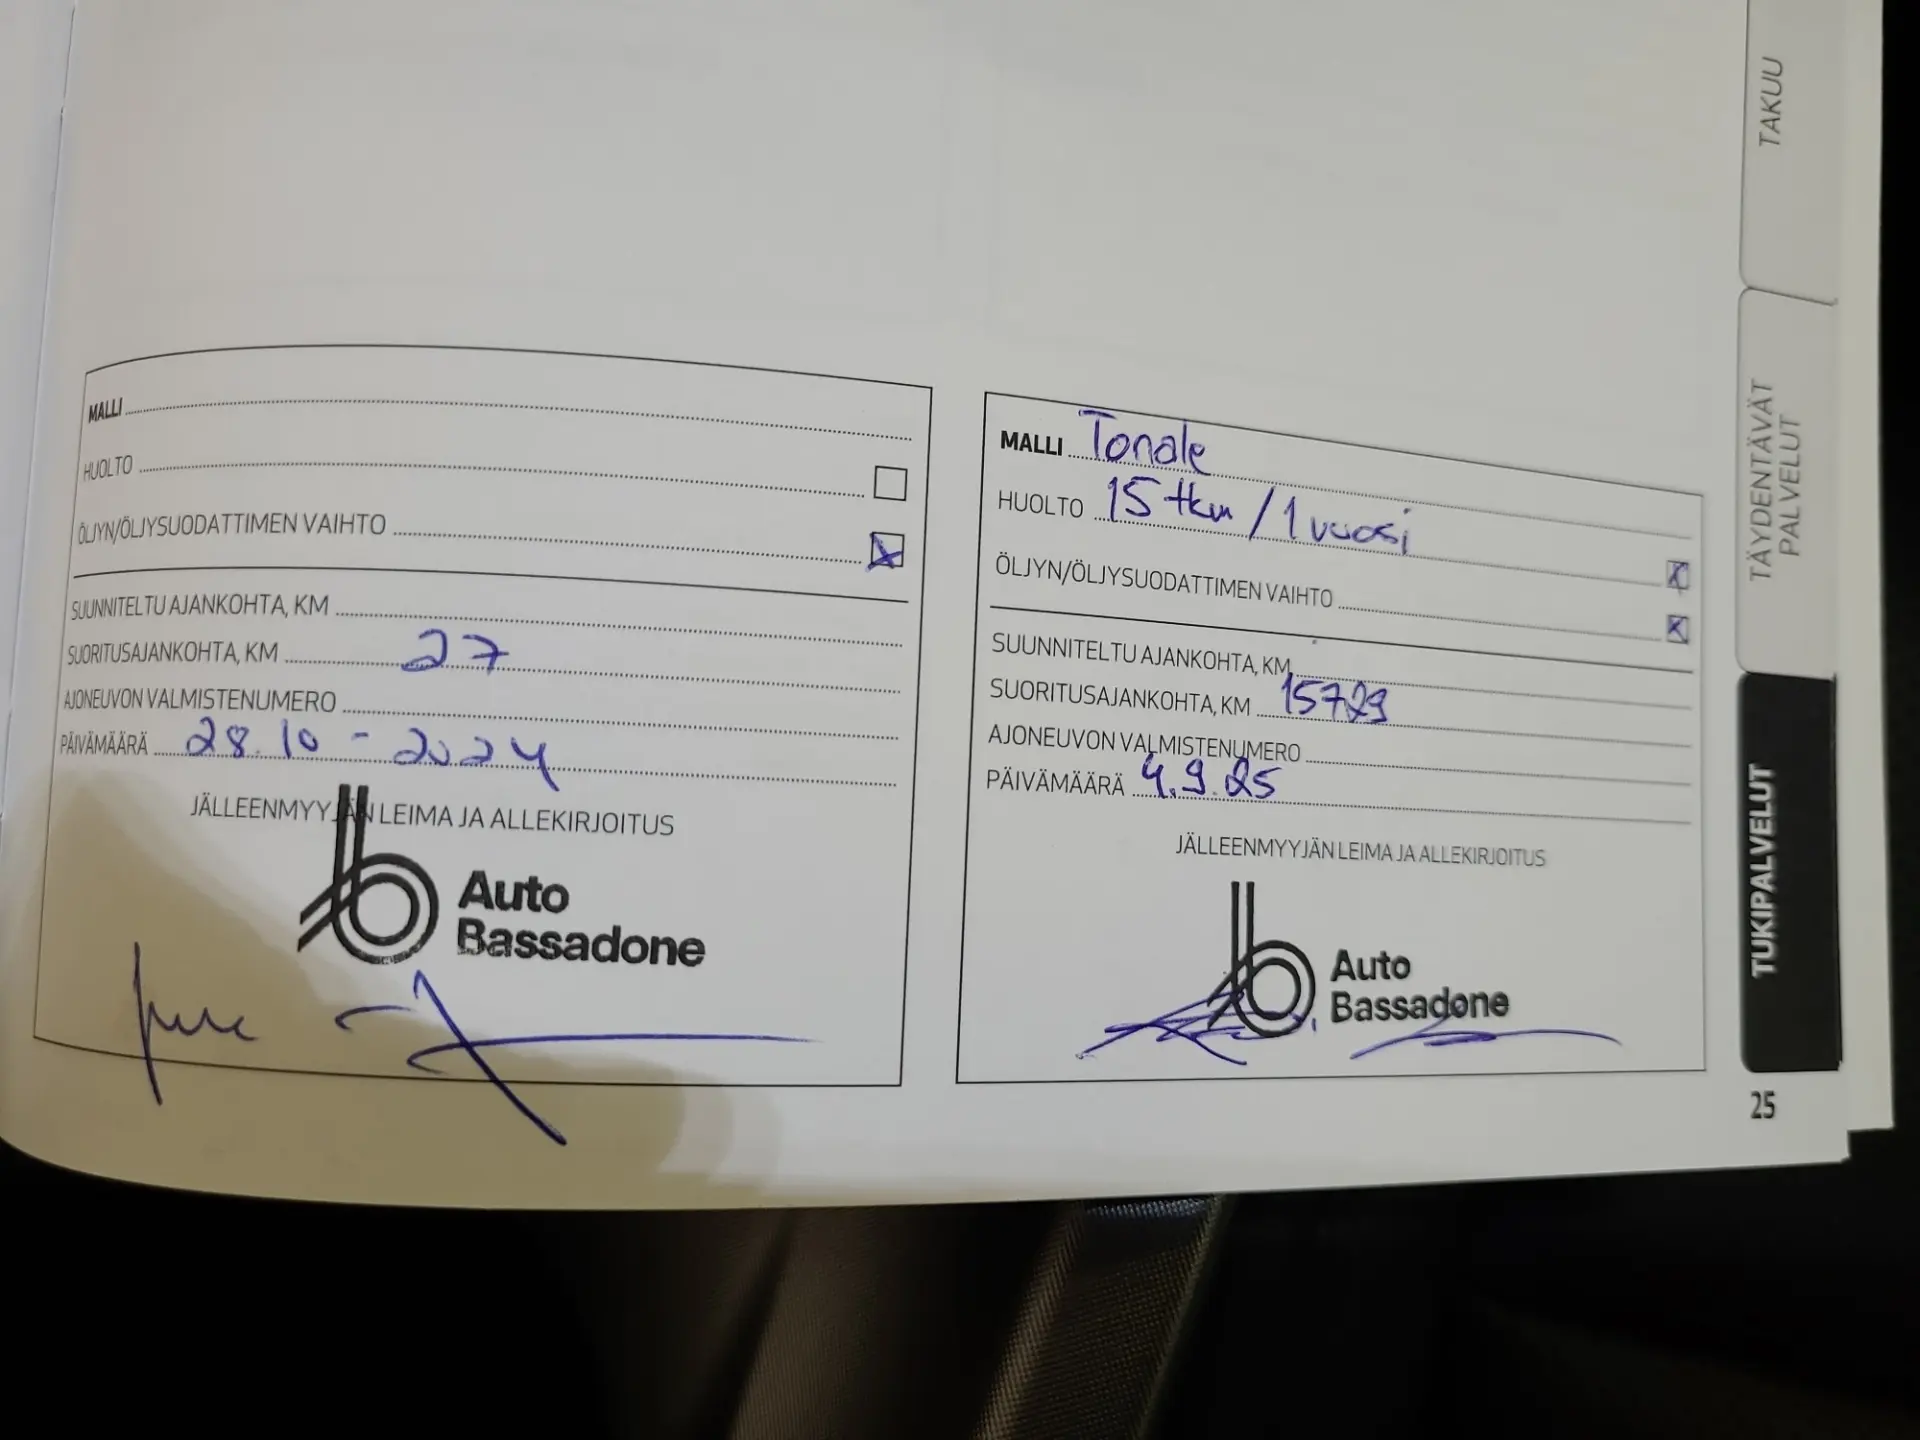 MALLI
HUOLTO
ÖLJYN/ÖLJYSUODATTIMEN VAIHTO
SUUNNITELTU AJANKOHTA, KM
SUORITUSAJANKOHTA, KM 27
AJONEUVON VALMISTENUMERO
PÄIVÄMÄÄRÄ 28.10 - 2024
JÄLLEENMYYJÄN LEIMA JA ALLEKIRJOITUS
Auto
Bassadone
MALLI Tonale
HUOLTO 15 tkm / 1 vuosi
ÖLJYN/ÖLJYSUODATTIMEN VAIHTO
SUUNNITELTU AJANKOHTA, KM
SUORITUSAJANKOHTA, KM 15729
AJONEUVON VALMISTENUMERO
PÄIVÄMÄÄRÄ 4.9.25
JÄLLEENMYYJÄN LEIMA JA ALLEKIRJOITUS
Auto
Bassadone
TAKUU
TÄYDENTÄVÄT
PALVELUT
TUKIPALVELUT
25